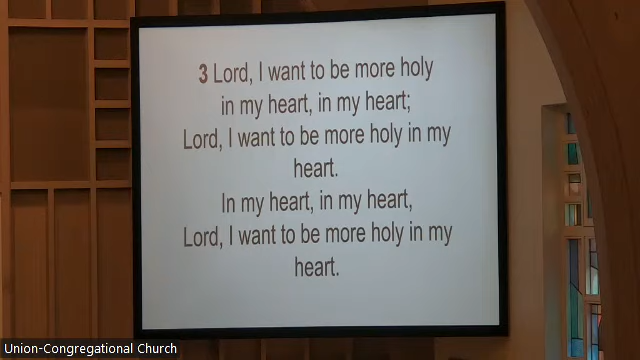 3 Lord, I want to be more holy
in my heart, in my heart;
Lord, I want to be more holy in my
heart.
In my heart, in my heart,
Lord, I want to be more holy in my
heart.
Union-Congregational Church